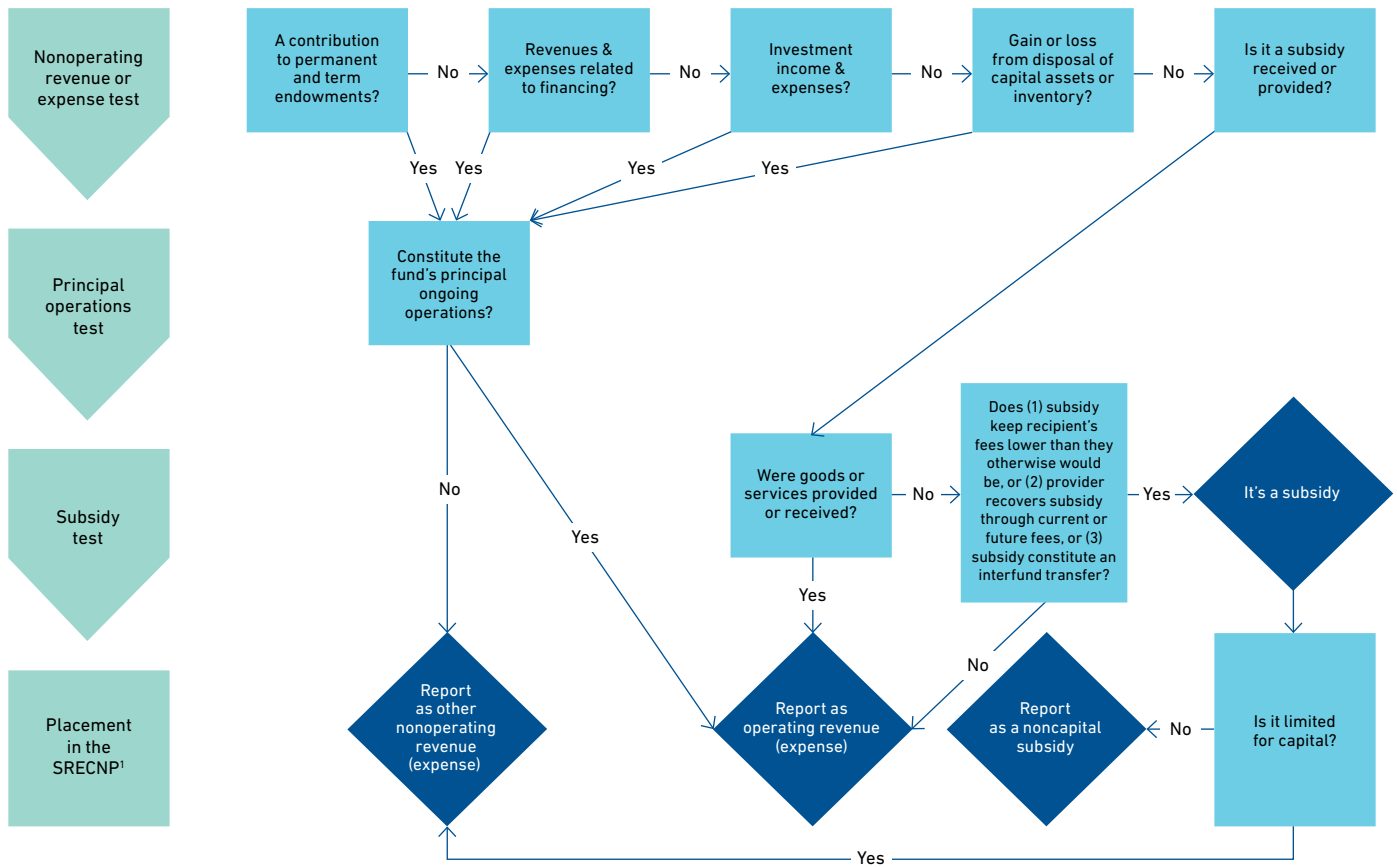 Nonoperating
revenue or
expense test
A contribution
to permanent
and term
endowments?
No
Revenues &
expenses related
to financing?
No
Investment
income &
expenses?
No
Gain or loss
from disposal of
capital assets or
inventory?
No
Is it a subsidy
received or
provided?
Yes
Yes
Yes
Yes
Principal
operations
test
Constitute the
fund's principal
ongoing
operations?
Subsidy
test
No
Yes
Were goods or
services provided
or received?
No
Does (1) subsidy
keep recipient's
fees lower than they
otherwise would
be, or (2) provider
recovers subsidy
through current or
future fees, or (3)
subsidy constitute an
interfund transfer?
Yes
It's a subsidy
Yes
No
Placement
in the
SRECNP¹
Report
as other
nonoperating
revenue
(expense)
Report as
operating revenue
(expense)
Report
as a noncapital
subsidy
No
Is it limited
for capital?
Yes